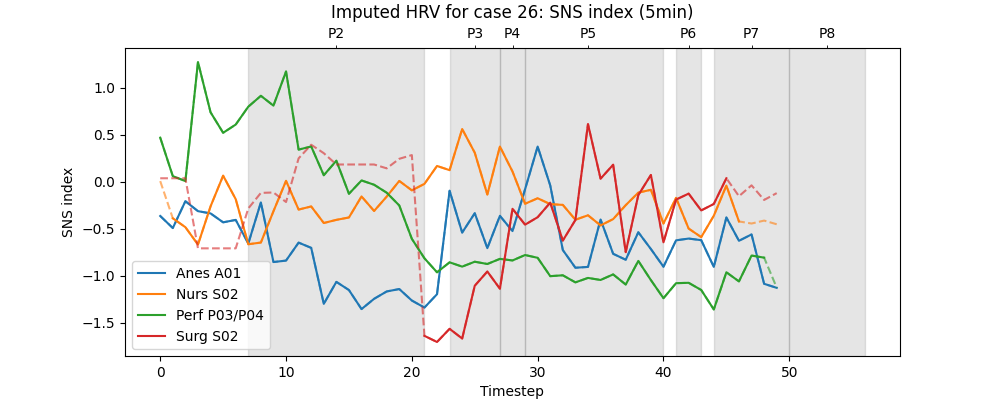 Imputed HRV for case 26: SNS index (5min)
P2 P3 P4 P5 P6 P7 P8
SNS index
1.0
0.5
0.0
−0.5
−1.0
−1.5
Anes A01
Nurs S02
Perf P03/P04
Surg S02
0 10 20 30 40 50
Timestep